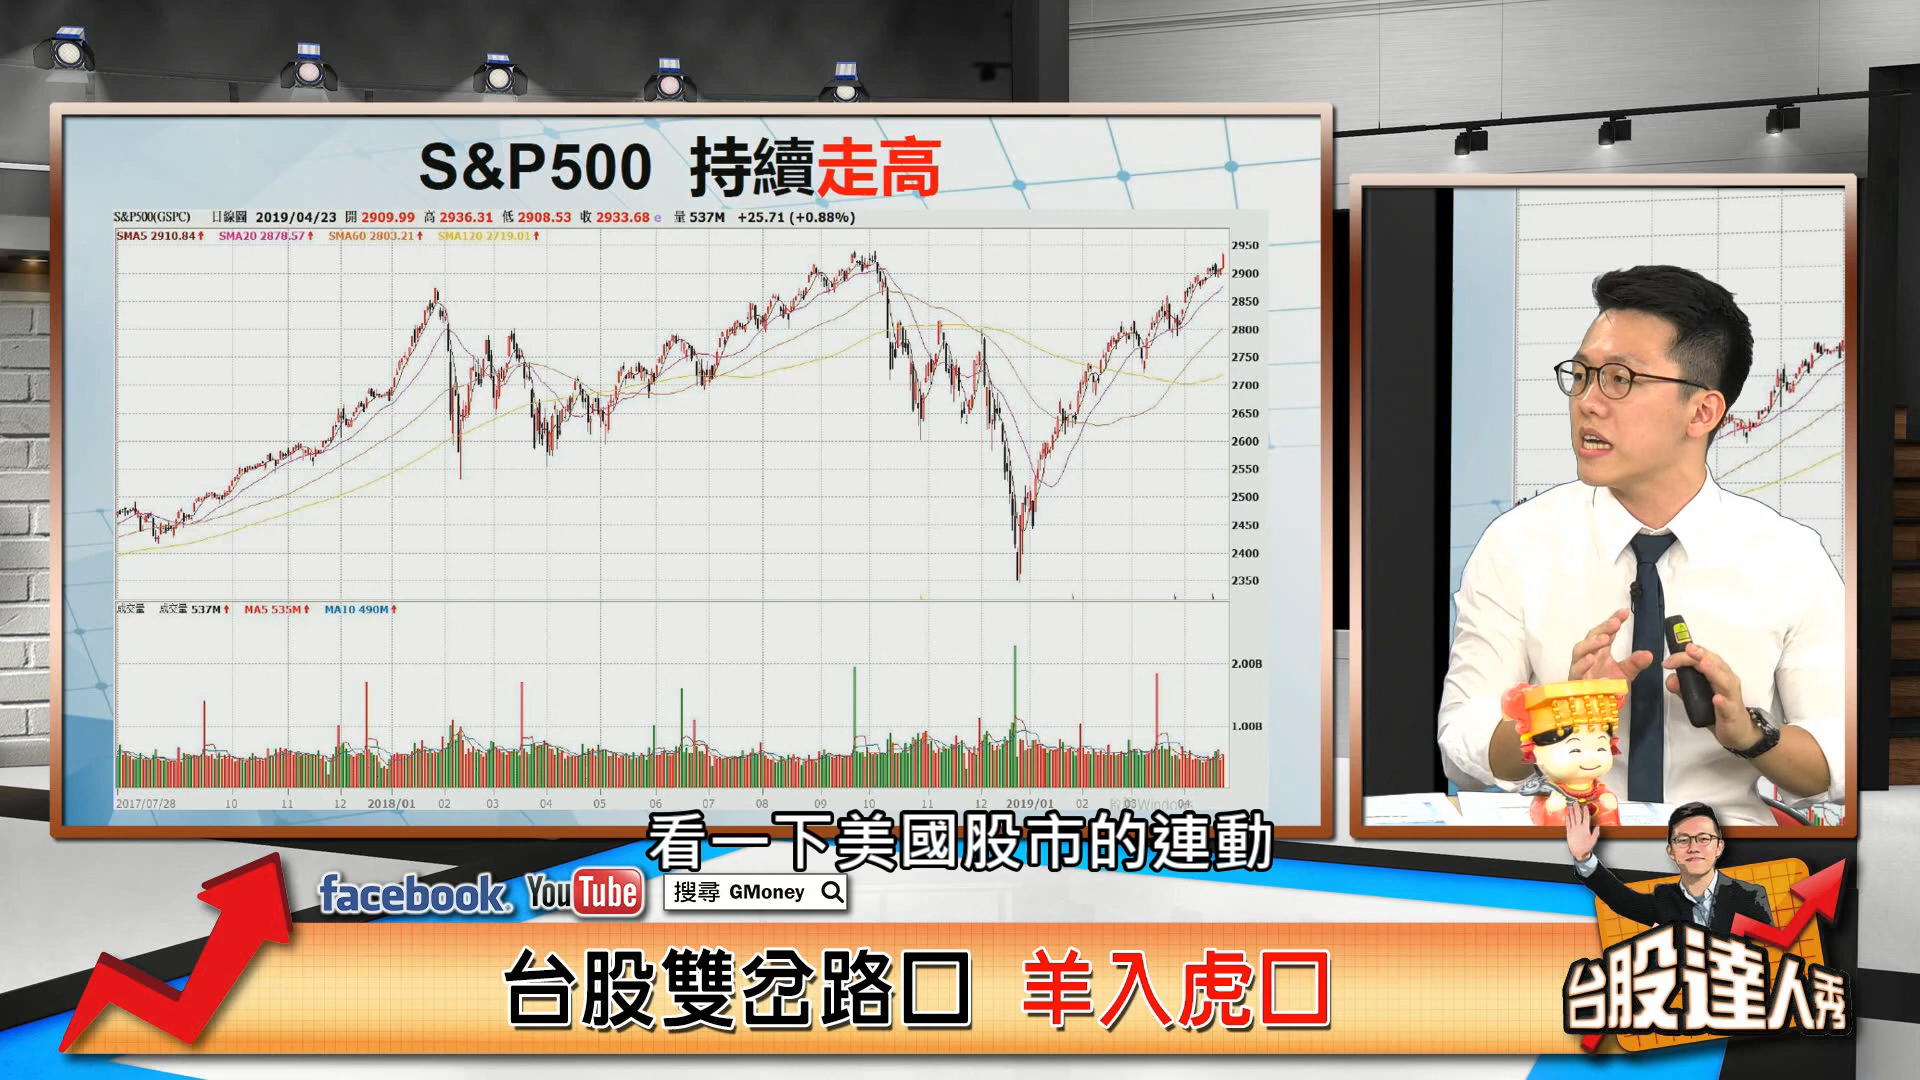 S&P500 持續走高
S&P500(GSPC) 日線圖 2019/04/23 開 2909.99 高 2936.31 低 2908.53 收 2933.68 e 量 537M +25.71 (+0.88%)
SMA5 2910.84↑ SMA20 2878.57↑ SMA60 2803.21↑ SMA120 2719.01↑
2950
2900
2850
2800
2750
2700
2650
2600
2550
2500
2450
2400
2350
成交量 成交量 537M↑ MA5 535M↑ MA10 490M↑
2.00B
1.00B
2017/07/28 10 11 12 2018/01 02 03 04 05 06 07 08 09 10 11 12 2019/01 02 03 04
看一下美國股市的連動
facebook. YouTube 搜尋 GMoney
台股雙岔路口 羊入虎口
台股達人秀